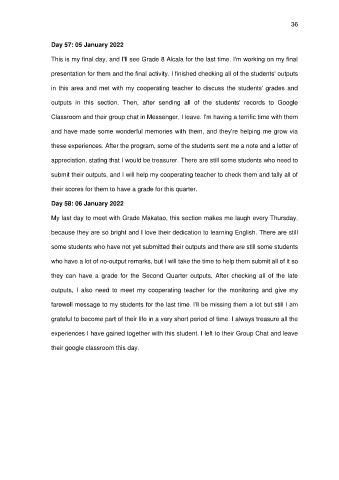 36
Day 57: 05 January 2022
This is my final day, and I'll see Grade 8 Alcala for the last time. I'm working on my final
presentation for them and the final activity. I finished checking all of the students' outputs
in this area and met with my cooperating teacher to discuss the students' grades and
outputs in this section. Then, after sending all of the students' records to Google
Classroom and their group chat in Messenger, I leave. I'm having a terrific time with them
and have made some wonderful memories with them, and they're helping me grow via
these experiences. After the program, some of the students sent me a note and a letter of
appreciation, stating that I would be treasurer. There are still some students who need to
submit their outputs, and I will help my cooperating teacher to check them and tally all of
their scores for them to have a grade for this quarter.
Day 58: 06 January 2022
My last day to meet with Grade Makatao, this section makes me laugh every Thursday,
because they are so bright and I love their dedication to learning English. There are still
some students who have not yet submitted their outputs and there are still some students
who have a lot of no-output remarks, but I will take the time to help them submit all of it so
they can have a grade for the Second Quarter outputs. After checking all of the late
outputs, I also need to meet my cooperating teacher for the monitoring and give my
farewell message to my students for the last time. I'll be missing them a lot but still I am
grateful to become part of their life in a very short period of time. I always treasure all the
experiences I have gained together with this student. I left to their Group Chat and leave
their google classroom this day.